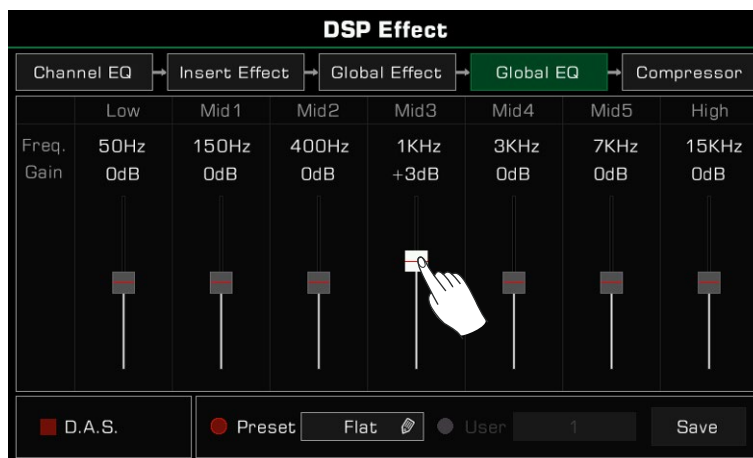 DSP Effect
Channel EQ Insert Effect Global Effect Global EQ Compressor
Low Mid1 Mid2 Mid3 Mid4 Mid5 High
Freq. 50Hz 150Hz 400Hz 1KHz 3KHz 7KHz 15KHz
Gain 0dB 0dB 0dB +3dB 0dB 0dB 0dB
D.A.S. Preset Flat User 1 Save